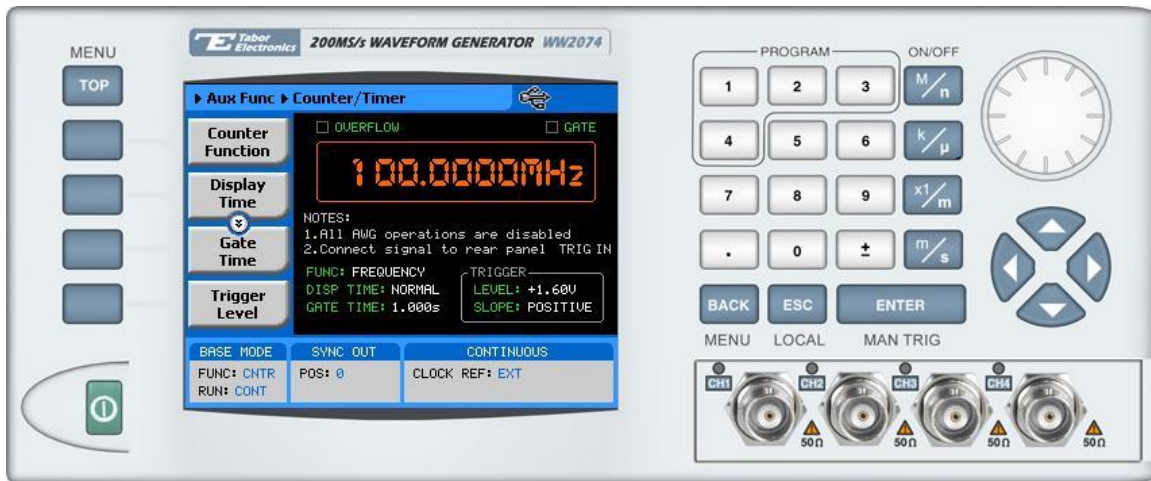 MENU
TOP
TE Tabor Electronics 200MS/s WAVEFORM GENERATOR WW2074
Aux Func Counter/Timer
Counter Function
Display Time
Gate Time
Trigger Level
OVERFLOW GATE
100.0000MHz
NOTES:
1.All AWG operations are disabled
2.Connect signal to rear panel TRIG IN
FUNC: FREQUENCY
DISP TIME: NORMAL
GATE TIME: 1.000s
TRIGGER
LEVEL: +1.60V
SLOPE: POSITIVE
BASE MODE
FUNC: CNTR
RUN: CONT
SYNC OUT
POS: 0
CONTINUOUS
CLOCK REF: EXT
PROGRAM ON/OFF
1 2 3 M/n
4 5 6 k/µ
7 8 9 x1/m
. 0 ± m/s
BACK ESC ENTER
MENU LOCAL MAN TRIG
CH1 CH2 CH3 CH4
50Ω 50Ω 50Ω 50Ω